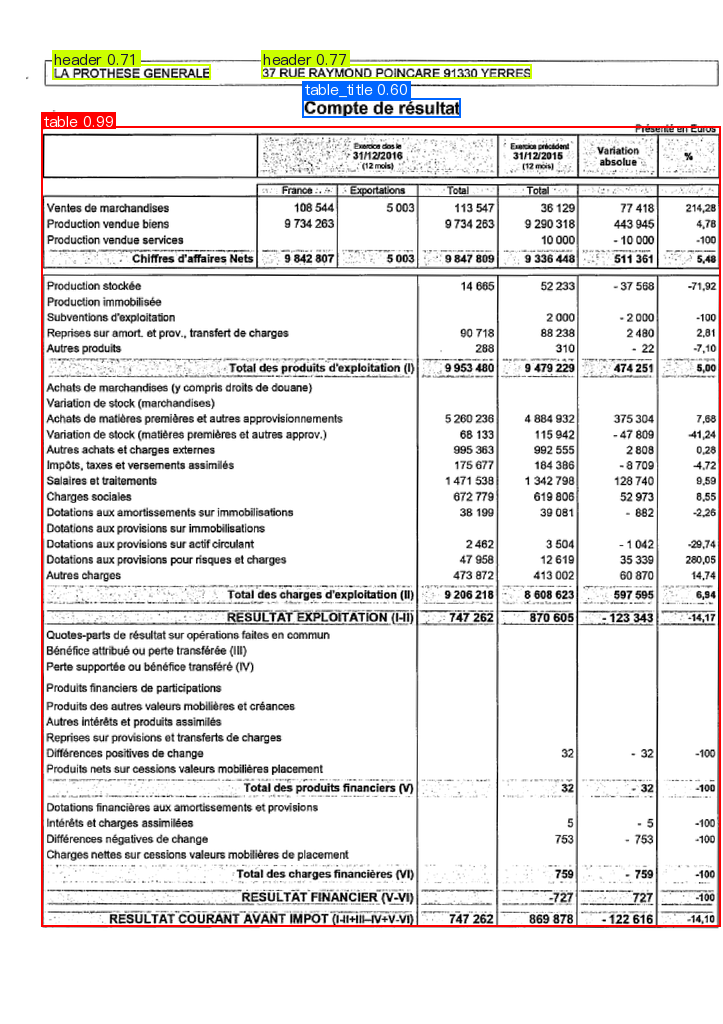 header 0.71 header 0.77
LA PROTHESE GENERALE 37 RUE RAYMOND POINCARE 91330 YERRES
table_title 0.60
Compte de résultat
table 0.99
Présenté en Euros
Exercice clos le Exercice précédent Variation %
31/12/2016 31/12/2015 absolue
(12 mois) (12 mois)
France Exportations Total Total
Ventes de marchandises 108 544 5 003 113 547 36 129 77 418 214,28
Production vendue biens 9 734 263 9 734 263 9 290 318 443 945 4,78
Production vendue services 10 000 - 10 000 -100
Chiffres d'affaires Nets 9 842 807 5 003 9 847 809 9 336 448 511 361 5,48
Production stockée 14 665 52 233 - 37 568 -71,92
Production immobilisée
Subventions d'exploitation 2 000 - 2 000 -100
Reprises sur amort. et prov., transfert de charges 90 718 88 238 2 480 2,81
Autres produits 288 310 - 22 -7,10
Total des produits d'exploitation (I) 9 953 480 9 479 229 474 251 5,00
Achats de marchandises (y compris droits de douane)
Variation de stock (marchandises)
Achats de matières premières et autres approvisionnements 5 260 236 4 884 932 375 304 7,68
Variation de stock (matières premières et autres approv.) 68 133 115 942 - 47 809 -41,24
Autres achats et charges externes 995 363 992 555 2 808 0,28
Impôts, taxes et versements assimilés 175 677 184 386 - 8 709 -4,72
Salaires et traitements 1 471 538 1 342 798 128 740 9,59
Charges sociales 672 779 619 806 52 973 8,55
Dotations aux amortissements sur immobilisations 38 199 39 081 - 882 -2,26
Dotations aux provisions sur immobilisations
Dotations aux provisions sur actif circulant 2 462 3 504 - 1 042 -29,74
Dotations aux provisions pour risques et charges 47 958 12 619 35 339 280,05
Autres charges 473 872 413 002 60 870 14,74
Total des charges d'exploitation (II) 9 206 218 8 608 623 597 595 6,94
RESULTAT EXPLOITATION (I-II) 747 262 870 605 - 123 343 -14,17
Quotes-parts de résultat sur opérations faites en commun
Bénéfice attribué ou perte transférée (III)
Perte supportée ou bénéfice transféré (IV)
Produits financiers de participations
Produits des autres valeurs mobilières et créances
Autres intérêts et produits assimilés
Reprises sur provisions et transferts de charges
Différences positives de change 32 - 32 -100
Produits nets sur cessions valeurs mobilières placement
Total des produits financiers (V) 32 - 32 -100
Dotations financières aux amortissements et provisions
Intérêts et charges assimilées 5 - 5 -100
Différences négatives de change 753 - 753 -100
Charges nettes sur cessions valeurs mobilières de placement
Total des charges financières (VI) 759 - 759 -100
RESULTAT FINANCIER (V-VI) -727 727 -100
RESULTAT COURANT AVANT IMPOT (I-II+III-IV+V-VI) 747 262 869 878 - 122 616 -14,10